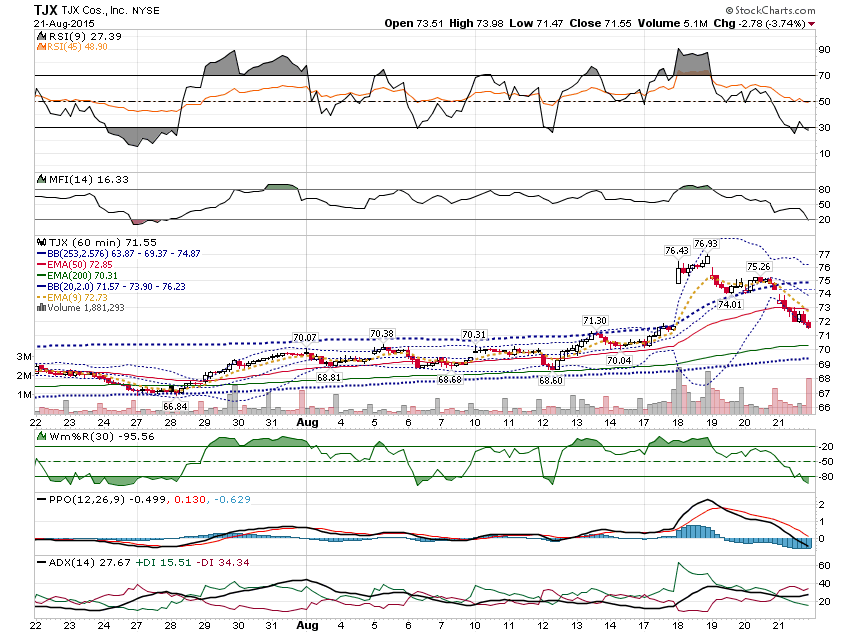 TJX TJX Cos., Inc. NYSE © StockCharts.com
21-Aug-2015 Open 73.51 High 73.98 Low 71.47 Close 71.55 Volume 5.1M Chg -2.78 (-3.74%)
RSI(9) 27.39
RSI(45) 48.90
90
70
50
30
10
MFI(14) 16.33
80
50
20
TJX (60 min) 71.55
BB(253,2.576) 63.87 - 69.37 - 74.87
EMA(50) 72.85
EMA(200) 70.31
BB(20,2.0) 71.57 - 73.90 - 76.23
EMA(9) 72.73
Volume 1,881,293
76.43
76.93
75.26
74.01
71.30
70.07
70.38
70.31
70.04
68.81
68.68
68.60
66.84
77
76
75
74
73
72
71
70
69
68
67
66
3M
2M
1M
22 23 24 27 28 29 30 31 Aug 4 5 6 7 10 11 12 13 14 17 18 19 20 21
Wm%R(30) -95.56
-20
-50
-80
PPO(12,26,9) -0.499, 0.130, -0.629
2
1
0
ADX(14) 27.67 +DI 15.51 -DI 34.34
60
40
20
22 23 24 27 28 29 30 31 Aug 4 5 6 7 10 11 12 13 14 17 18 19 20 21